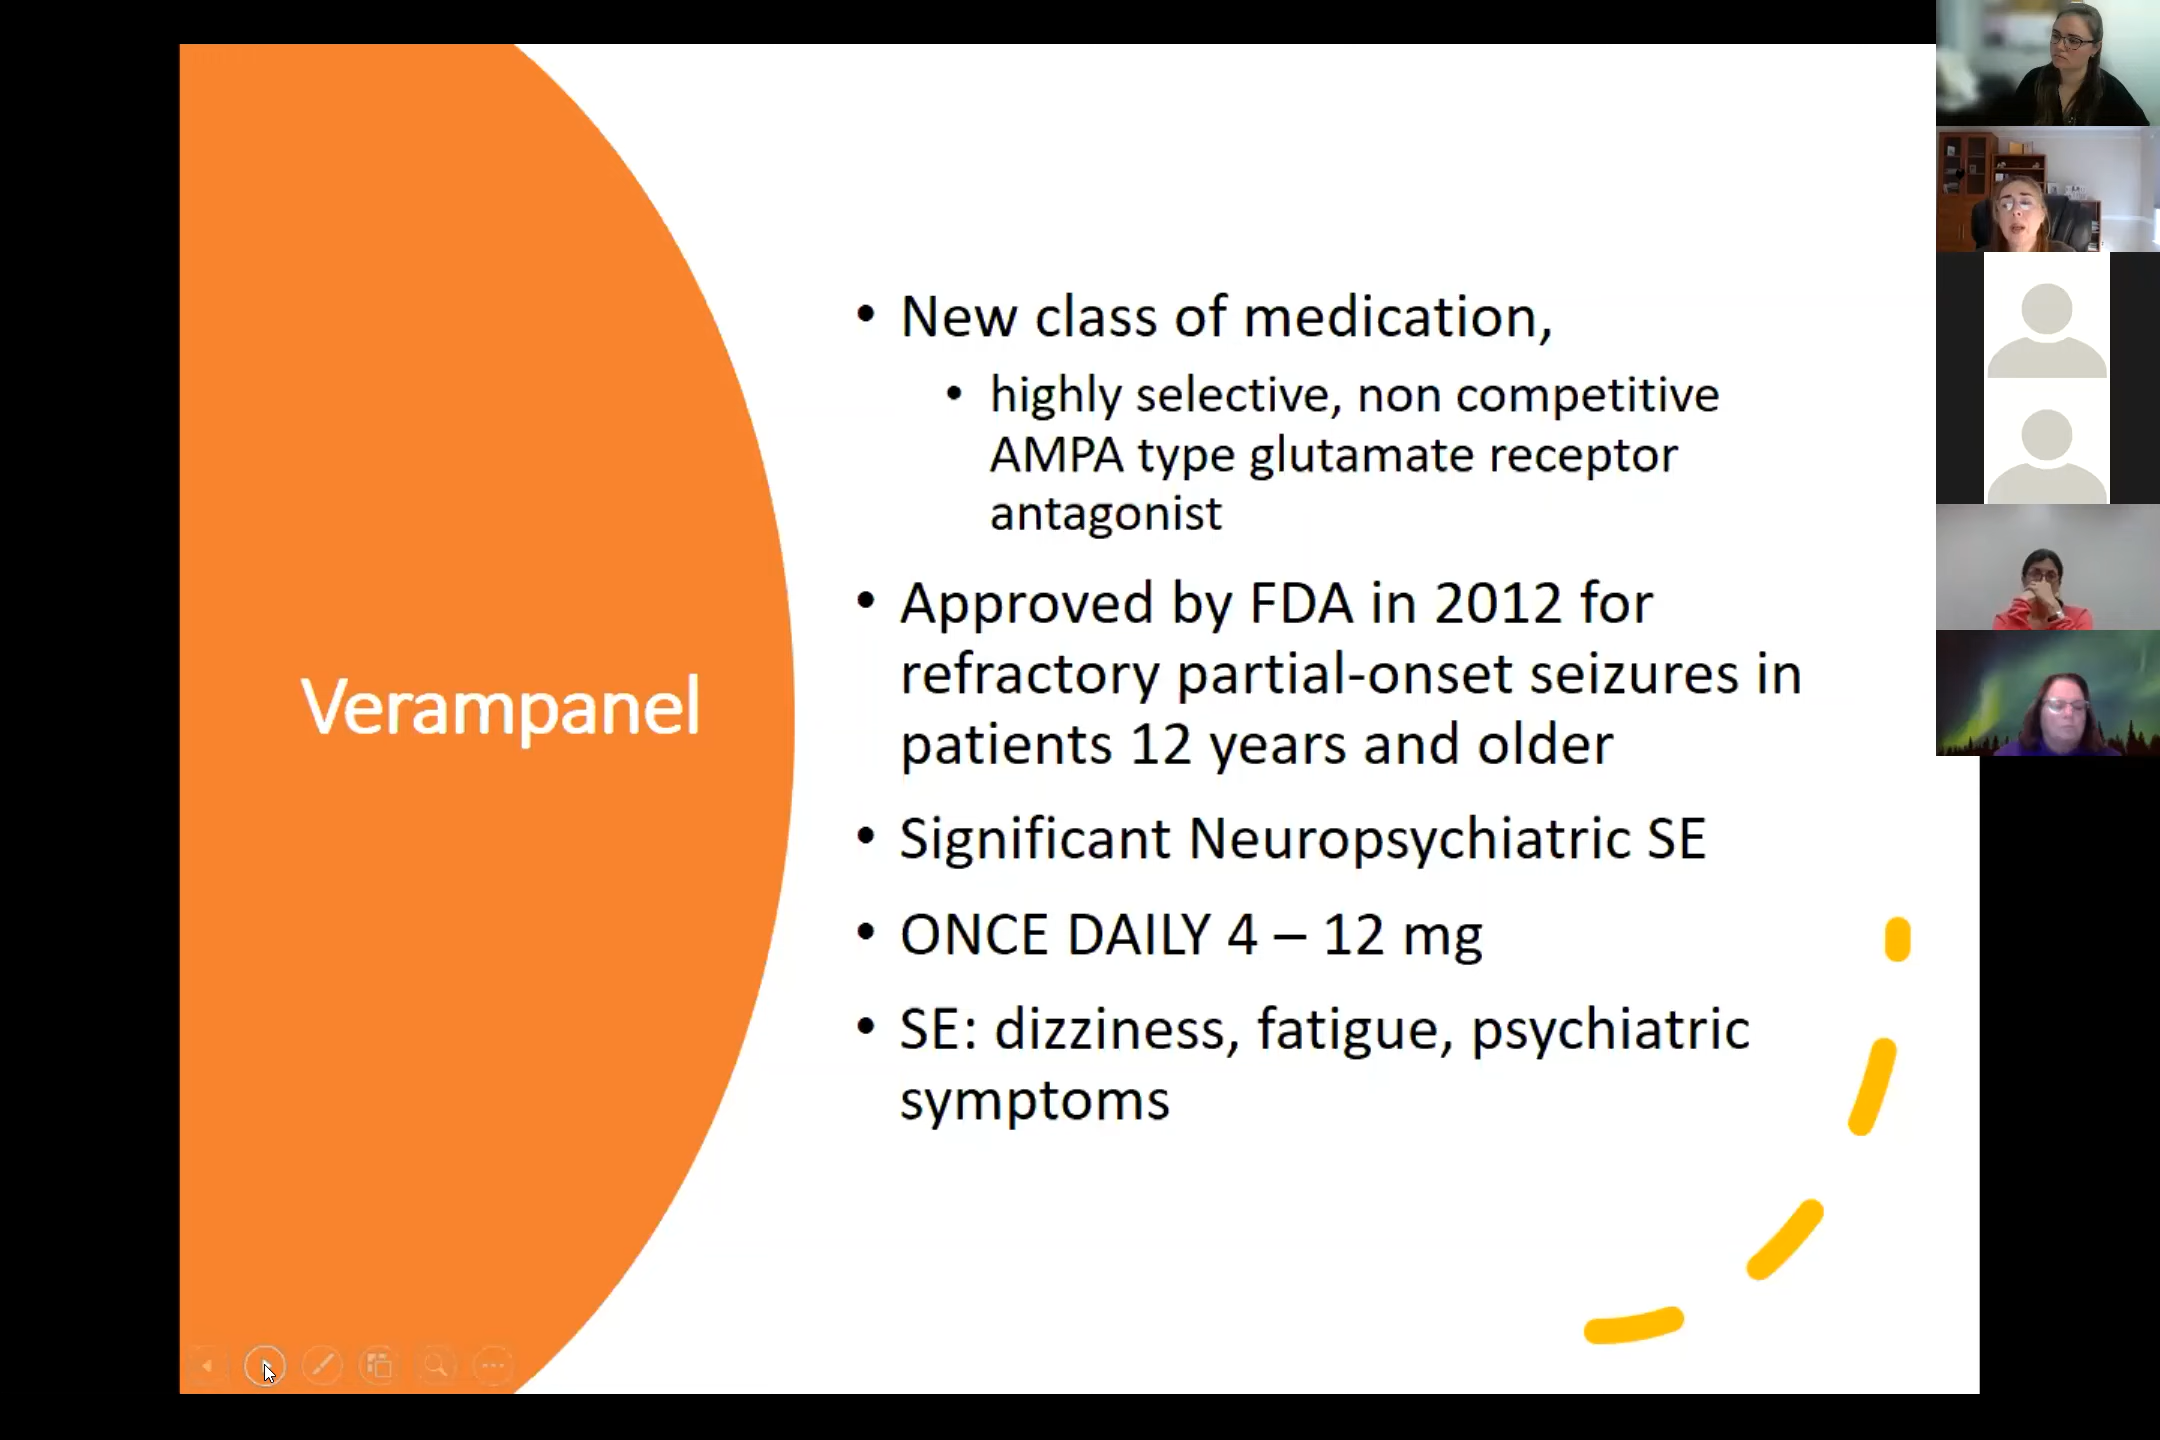 Verampanel
• New class of medication,
• highly selective, non competitive
AMPA type glutamate receptor
antagonist
• Approved by FDA in 2012 for
refractory partial-onset seizures in
patients 12 years and older
• Significant Neuropsychiatric SE
• ONCE DAILY 4 – 12 mg
• SE: dizziness, fatigue, psychiatric
symptoms